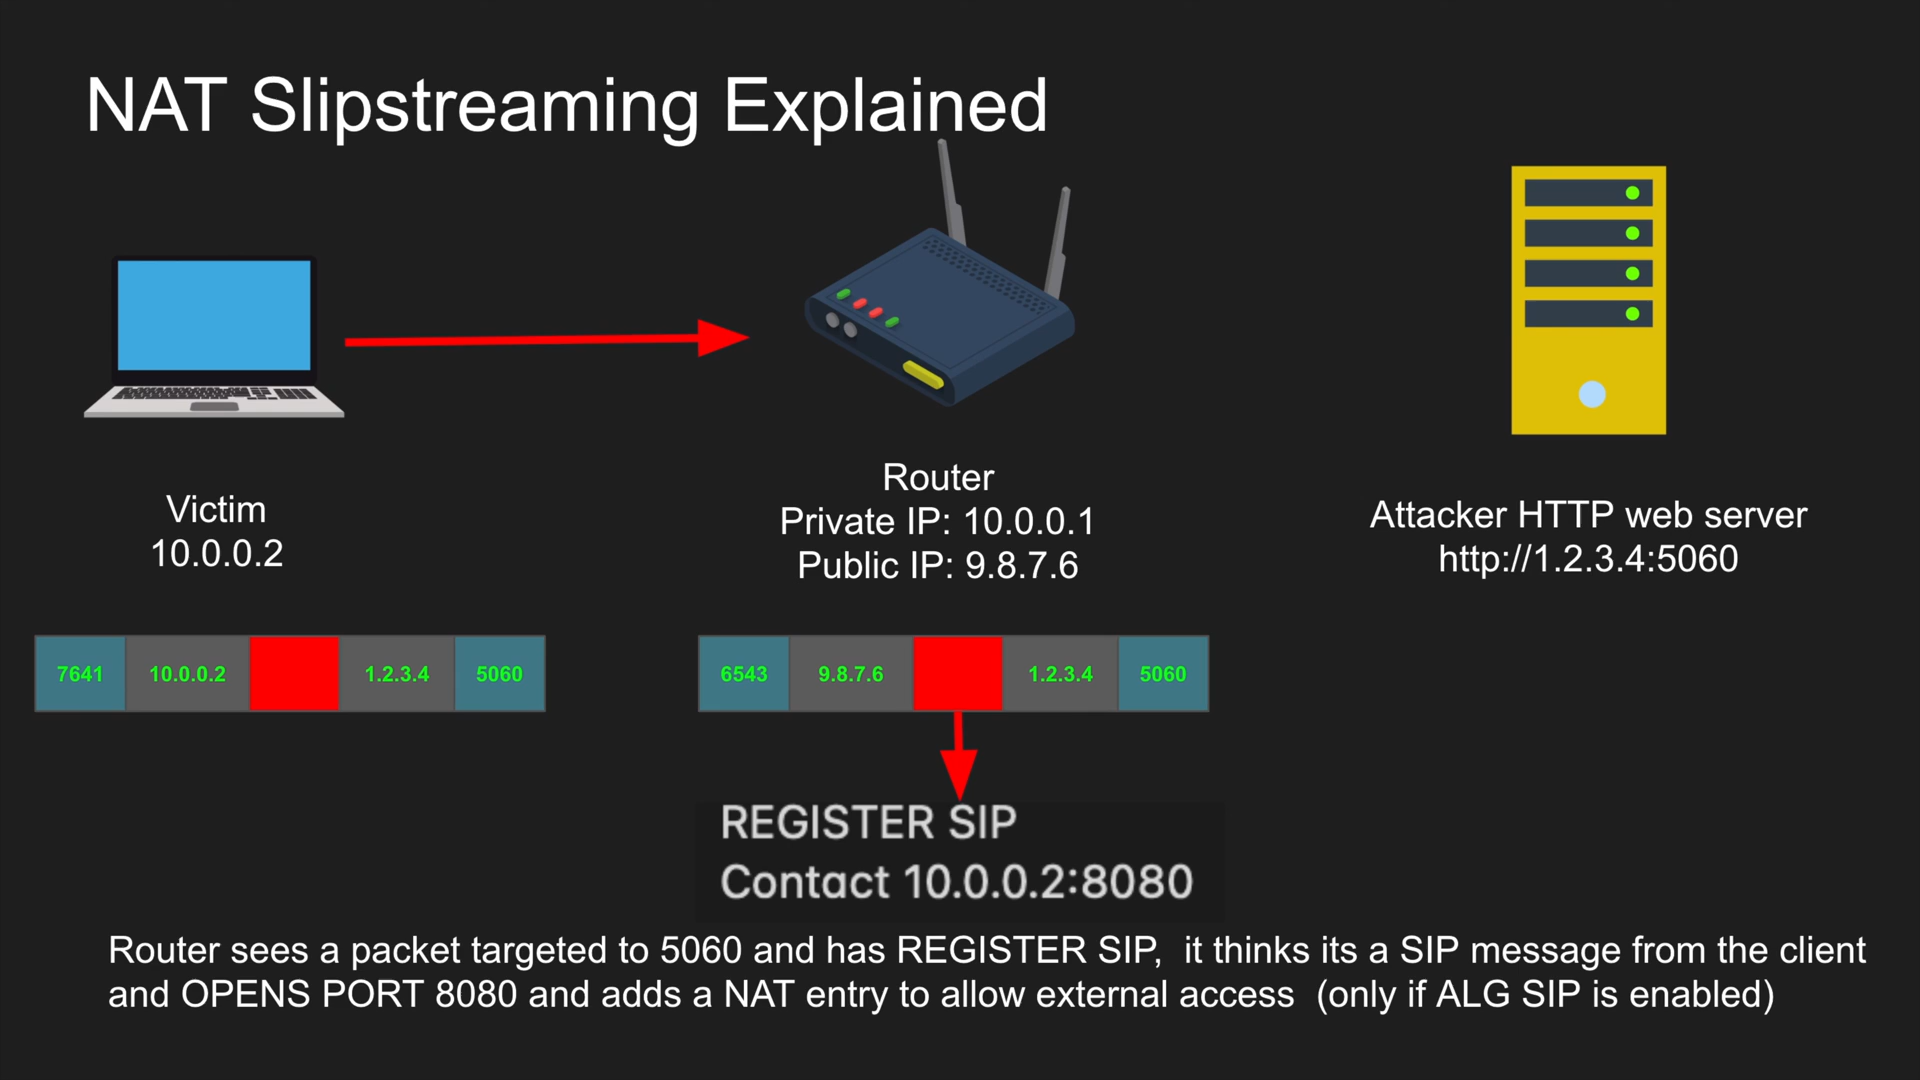 NAT Slipstreaming Explained
Victim
10.0.0.2
Router
Private IP: 10.0.0.1
Public IP: 9.8.7.6
Attacker HTTP web server
http://1.2.3.4:5060
7641 10.0.0.2 1.2.3.4 5060
6543 9.8.7.6 1.2.3.4 5060
REGISTER SIP
Contact 10.0.0.2:8080
Router sees a packet targeted to 5060 and has REGISTER SIP,  it thinks its a SIP message from the client
and OPENS PORT 8080 and adds a NAT entry to allow external access  (only if ALG SIP is enabled)